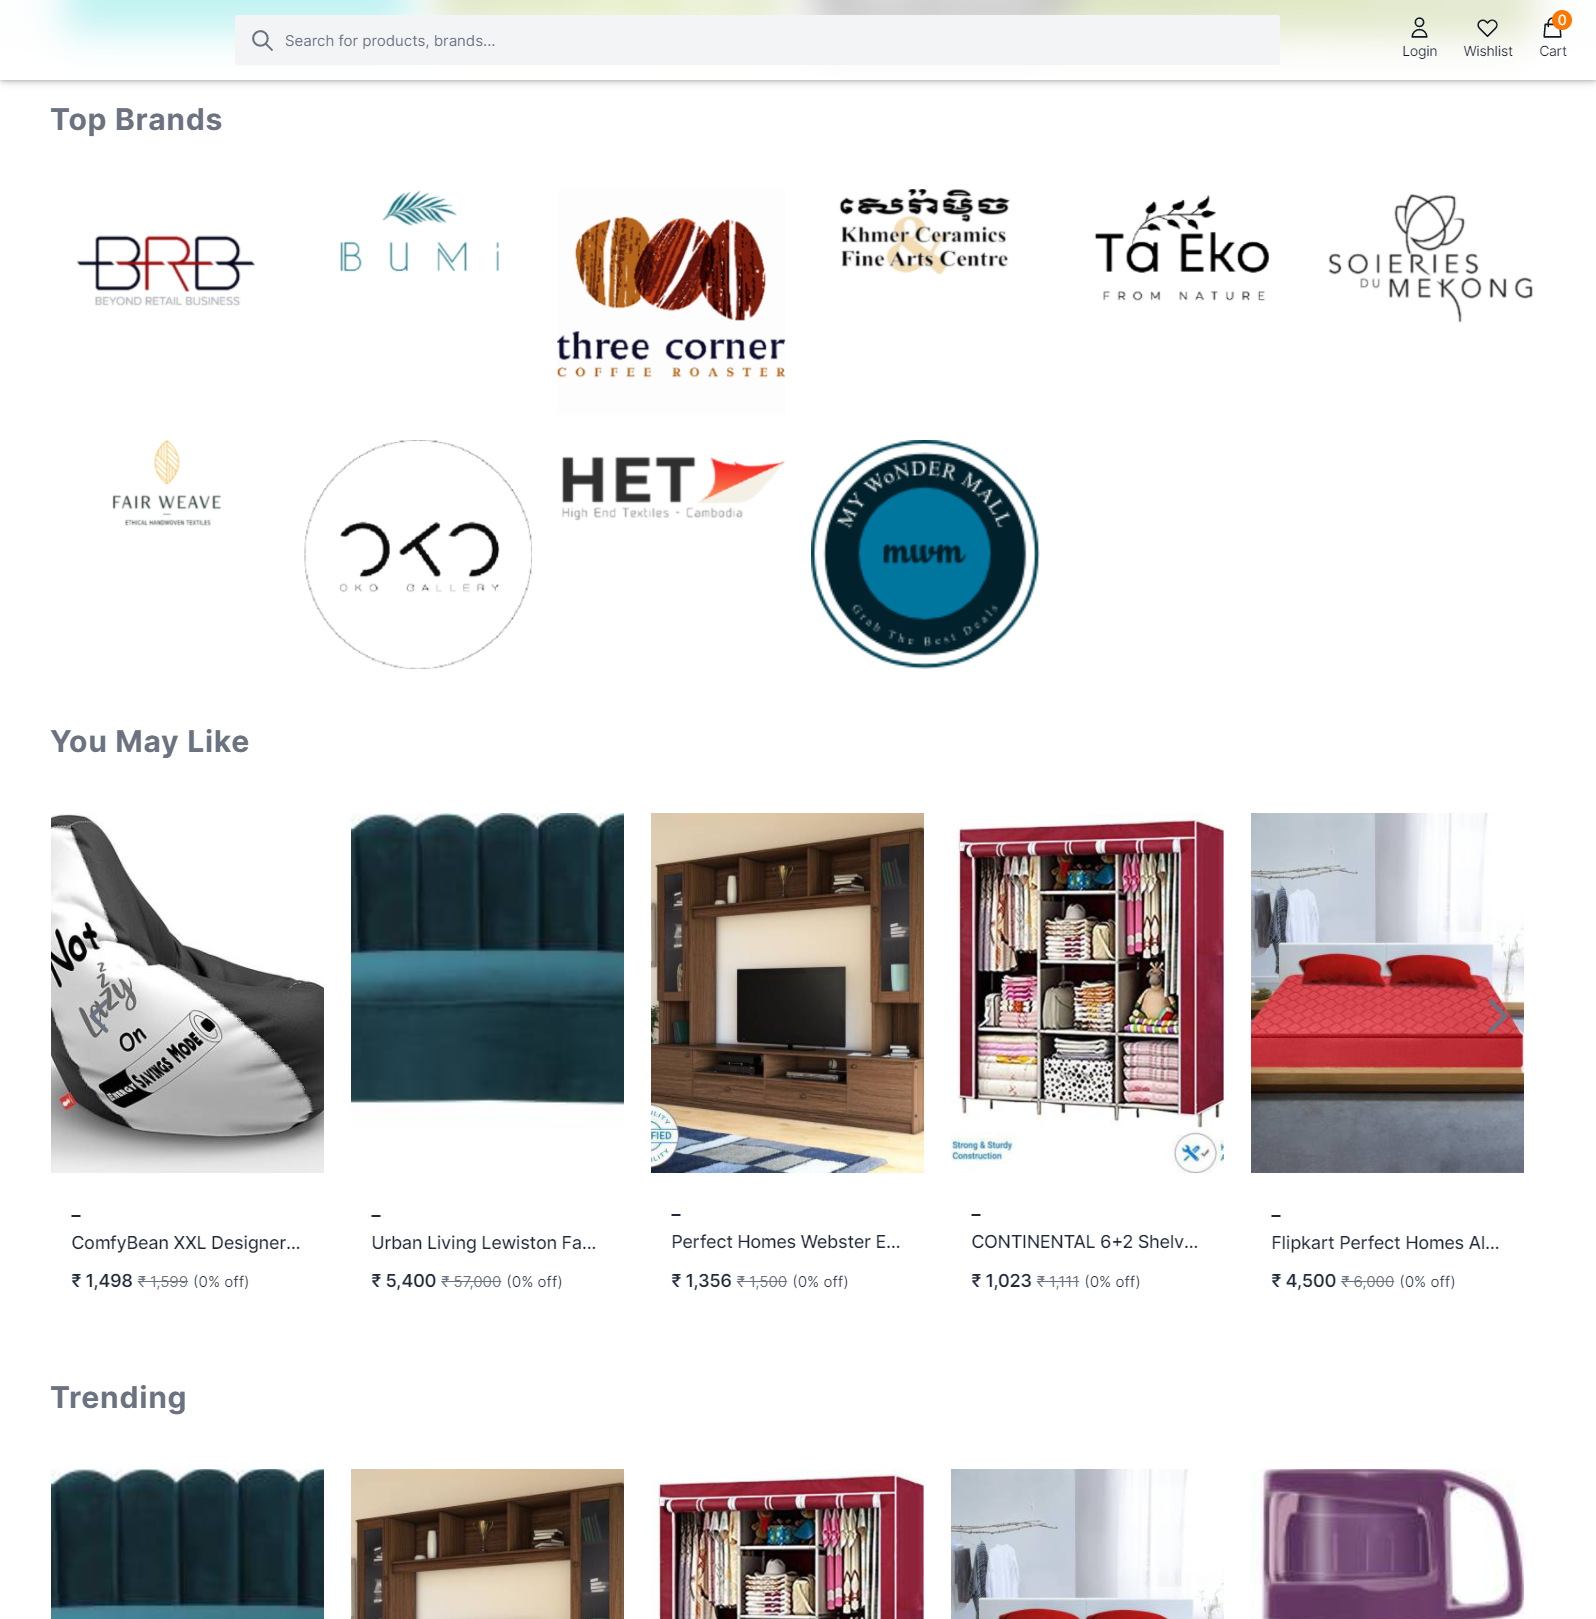 Search for products, brands...
Login
Wishlist
0
Cart
Top Brands
BRB
BEYOND RETAIL BUSINESS
BUMi
three corner
COFFEE ROASTER
សេរ៉ាមិច
Khmer Ceramics
&
Fine Arts Centre
Ta Eko
FROM NATURE
SOIERIES
DU MEKONG
FAIR WEAVE
ETHICAL HANDWOVEN TEXTILES
OKO
OKO GALLERY
HET
High End Textiles - Cambodia
MY WoNDER MALL
mwm
Grab The Best Deals
You May Like
Not
zzz
Lazy
On
ENERGY SAVINGS MODE
FIED
LITY
Strong & Sturdy
Construction
–
ComfyBean XXL Designer...
₹ 1,498 ₹ 1,599 (0% off)
–
Urban Living Lewiston Fa...
₹ 5,400 ₹ 57,000 (0% off)
–
Perfect Homes Webster E...
₹ 1,356 ₹ 1,500 (0% off)
–
CONTINENTAL 6+2 Shelv...
₹ 1,023 ₹ 1,111 (0% off)
–
Flipkart Perfect Homes Al...
₹ 4,500 ₹ 6,000 (0% off)
Trending